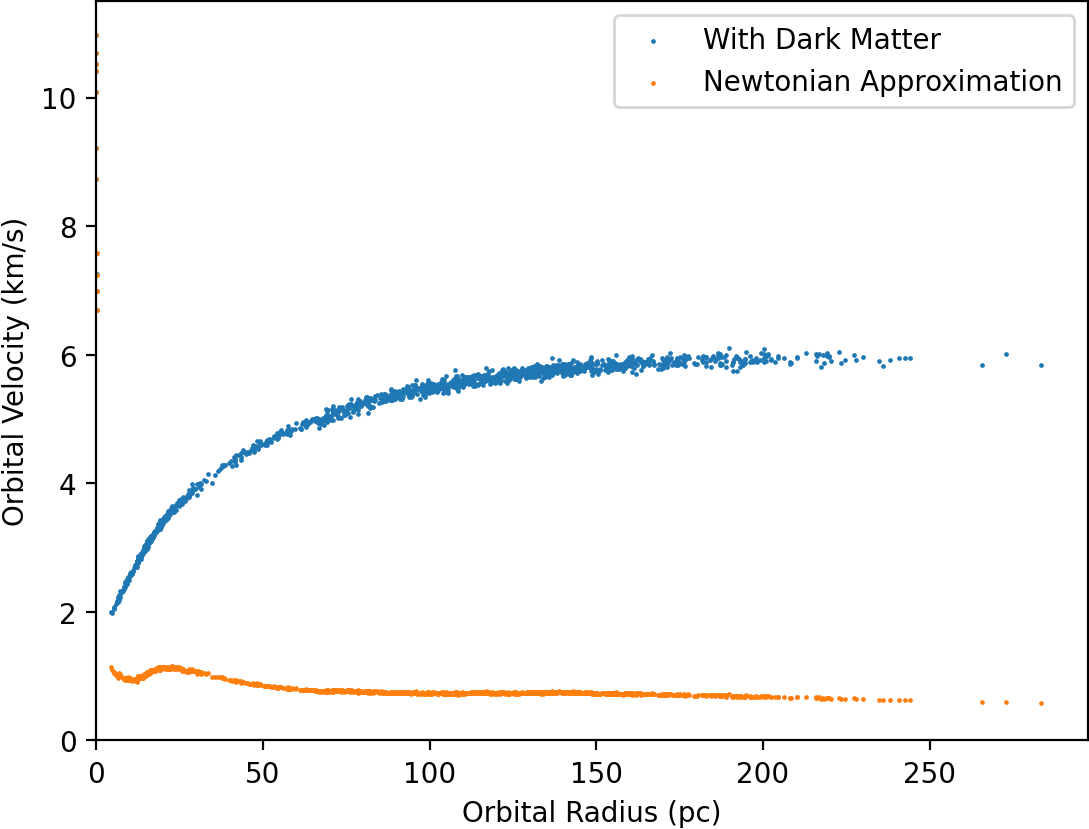 With Dark Matter
Newtonian Approximation
Orbital Velocity (km/s)
10
8
6
4
2
0
0 50 100 150 200 250
Orbital Radius (pc)